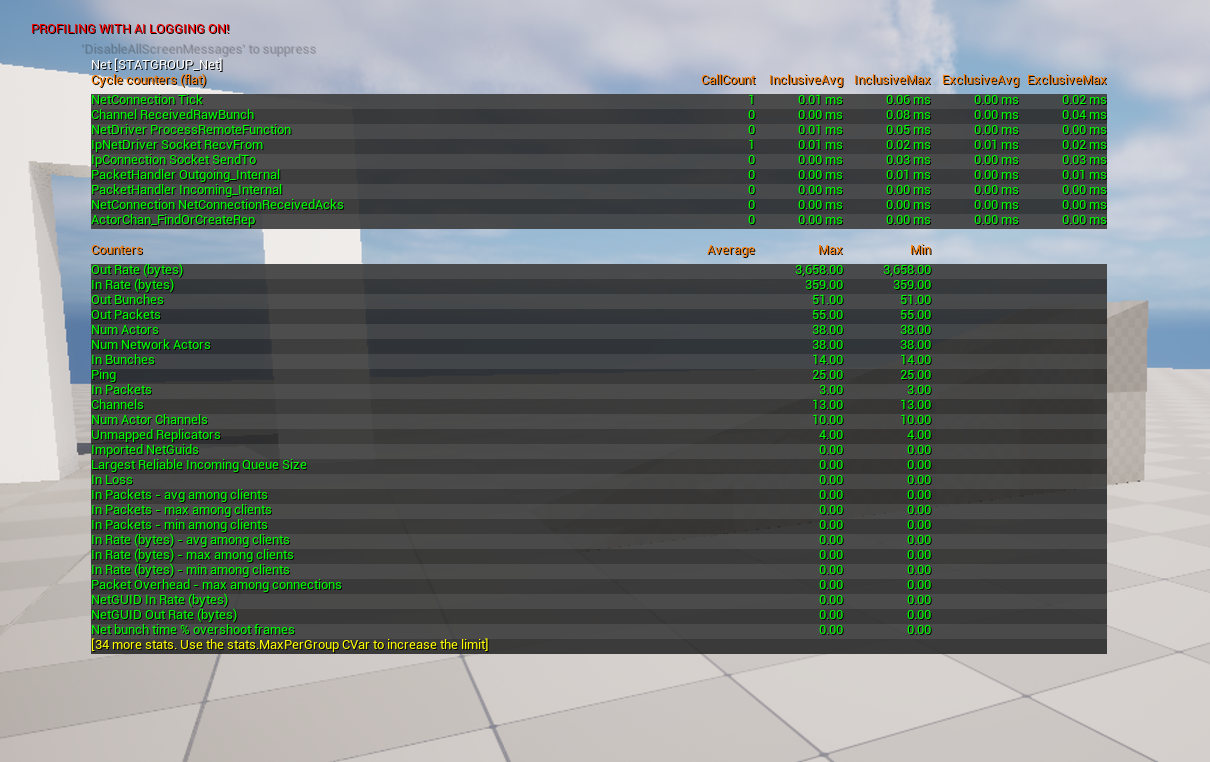 PROFILING WITH AI LOGGING ON!
'DisableAllScreenMessages' to suppress
Net [STATGROUP_Net]
Cycle counters (flat) CallCount InclusiveAvg InclusiveMax ExclusiveAvg ExclusiveMax
NetConnection Tick 1 0.01 ms 0.06 ms 0.00 ms 0.02 ms
Channel ReceivedRawBunch 0 0.00 ms 0.08 ms 0.00 ms 0.04 ms
NetDriver ProcessRemoteFunction 0 0.01 ms 0.05 ms 0.00 ms 0.00 ms
IpNetDriver Socket RecvFrom 1 0.01 ms 0.02 ms 0.01 ms 0.02 ms
IpConnection Socket SendTo 0 0.00 ms 0.03 ms 0.00 ms 0.03 ms
PacketHandler Outgoing_Internal 0 0.00 ms 0.01 ms 0.00 ms 0.01 ms
PacketHandler Incoming_Internal 0 0.00 ms 0.00 ms 0.00 ms 0.00 ms
NetConnection NetConnectionReceivedAcks 0 0.00 ms 0.00 ms 0.00 ms 0.00 ms
ActorChan_FindOrCreateRep 0 0.00 ms 0.00 ms 0.00 ms 0.00 ms
Counters Average Max Min
Out Rate (bytes) 3,658.00 3,658.00
In Rate (bytes) 359.00 359.00
Out Bunches 51.00 51.00
Out Packets 55.00 55.00
Num Actors 38.00 38.00
Num Network Actors 38.00 38.00
In Bunches 14.00 14.00
Ping 25.00 25.00
In Packets 3.00 3.00
Channels 13.00 13.00
Num Actor Channels 10.00 10.00
Unmapped Replicators 4.00 4.00
Imported NetGuids 0.00 0.00
Largest Reliable Incoming Queue Size 0.00 0.00
In Loss 0.00 0.00
In Packets - avg among clients 0.00 0.00
In Packets - max among clients 0.00 0.00
In Packets - min among clients 0.00 0.00
In Rate (bytes) - avg among clients 0.00 0.00
In Rate (bytes) - max among clients 0.00 0.00
In Rate (bytes) - min among clients 0.00 0.00
Packet Overhead - max among connections 0.00 0.00
NetGUID In Rate (bytes) 0.00 0.00
NetGUID Out Rate (bytes) 0.00 0.00
Net bunch time % overshoot frames 0.00 0.00
[34 more stats. Use the stats.MaxPerGroup CVar to increase the limit]